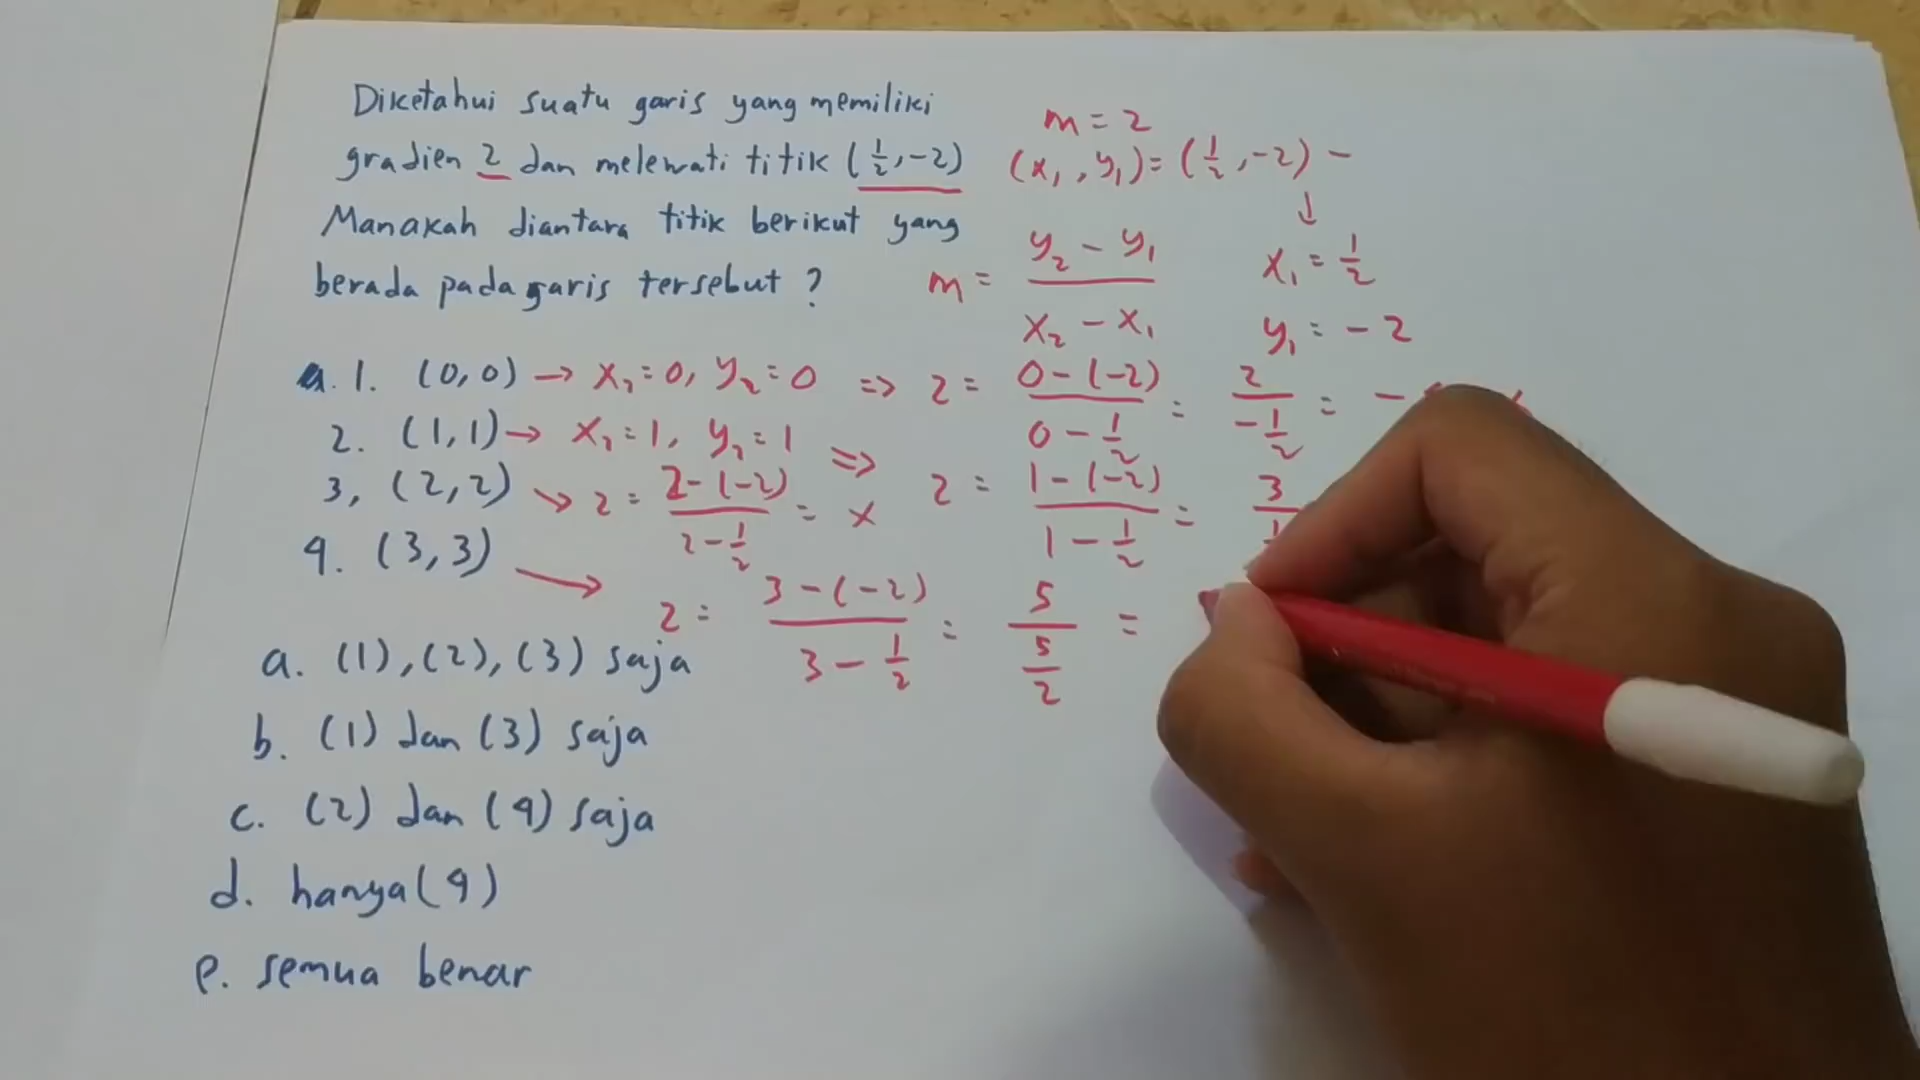 Diketahui suatu garis yang memiliki
gradien 2 dan melewati titik (1/2, -2)
Manakah diantara titik berikut yang
berada pada garis tersebut ?
m = 2
(x₁, y₁) = (1/2, -2) -
↓
x₁ = 1/2
y₁ = -2
m = (y₂ - y₁)/(x₂ - x₁)
a. 1. (0,0) → x₂ = 0, y₂ = 0 => 2 = (0-(-2))/(0 - 1/2) = 2/(-1/2) = -
2. (1,1) → x₂ = 1, y₂ = 1 => 2 = (1-(-2))/(1 - 1/2) = 3
3, (2,2) → 2 = (2-(-2))/(2 - 1/2) = x
4. (3,3) → 2 = (3-(-2))/(3 - 1/2) = 5/(5/2) =
a. (1), (2), (3) saja
b. (1) dan (3) saja
c. (2) dan (4) saja
d. hanya (4)
e. semua benar